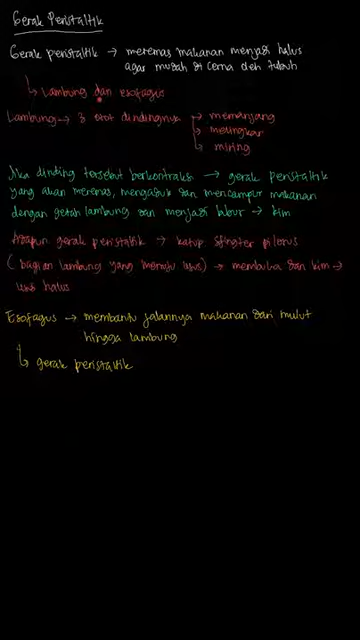 Gerak Peristaltik
Gerak peristaltik → meremas makanan menjadi halus
agar mudah di cerna oleh tubuh
↳ Lambung dan esofagus
Lambung → 3 otot dindingnya → memanjang
→ melingkar
→ miring
Jika dinding tersebut berkontraksi → gerak peristaltik
yang akan meremas, mengaduk dan mencampur makanan
dengan getah lambung dan menjadi bubur → kim
Adapun gerak peristaltik → katup sfingter pilorus
(bagian lambung yang menuju usus) → membuka dan kim →
usus halus
Esofagus → membantu jalannya makanan dari mulut
hingga lambung
↳ gerak peristaltik